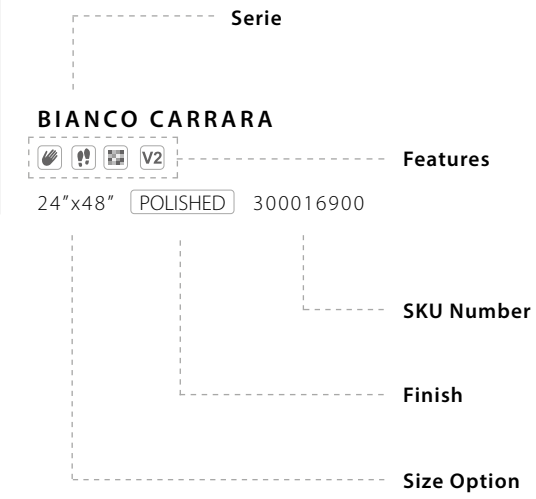 Serie
BIANCO CARRARA
V2
Features
24"x48" POLISHED 300016900
SKU Number
Finish
Size Option